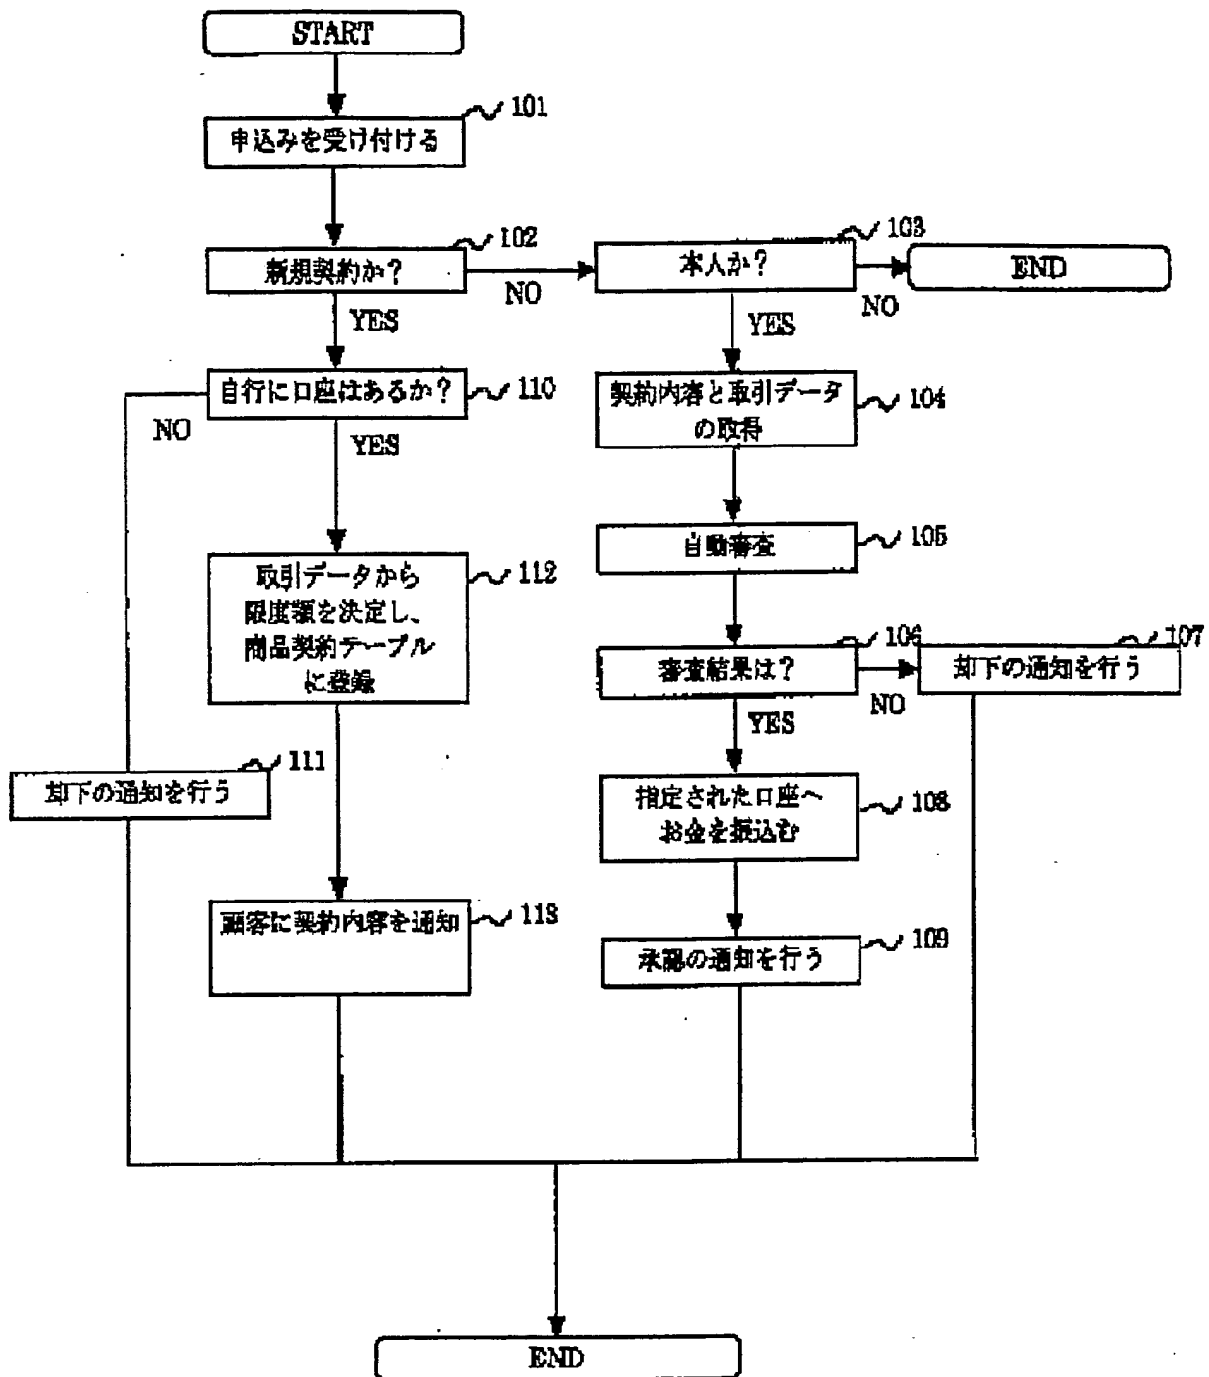 START
101
申込みを受け付ける
102
新規契約か？
NO
YES
103
本人か？
NO
END
YES
自行に口座はあるか？
110
NO
YES
契約内容と取引データ
の取得
104
自動審査
105
取引データから
限度額を決定し、
商品契約テーブル
に登録
112
106
審査結果は？
NO
YES
107
却下の通知を行う
111
却下の通知を行う
指定された口座へ
お金を振込む
108
顧客に契約内容を通知
113
承認の通知を行う
109
END